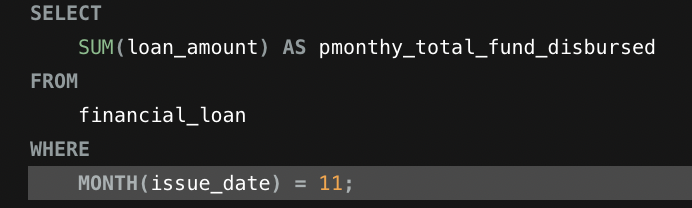 SELECT
SUM(loan_amount) AS pmonthy_total_fund_disbursed
FROM
financial_loan
WHERE
MONTH(issue_date) = 11;